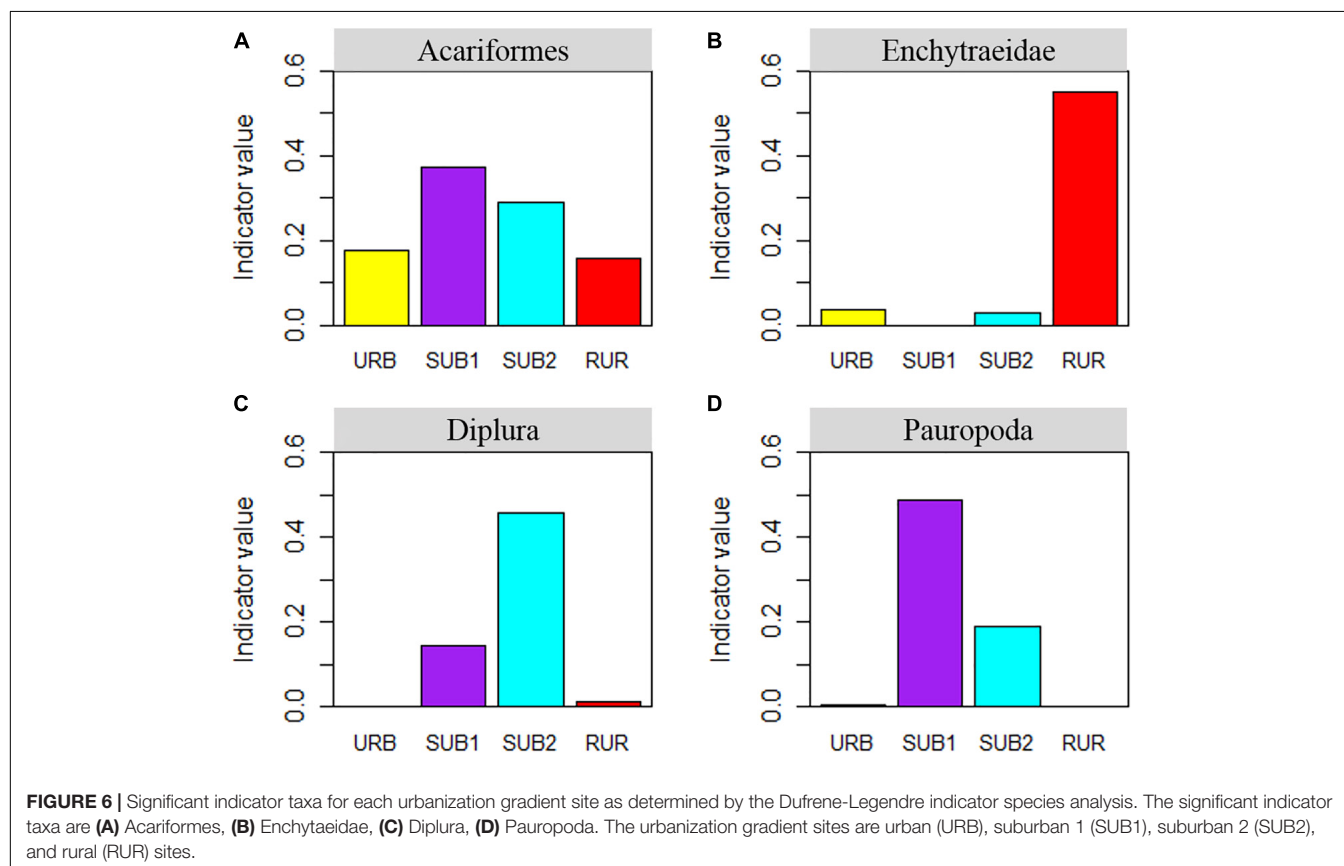 A
Acariformes
Indicator value
0.0 0.2 0.4 0.6
URB SUB1 SUB2 RUR
B
Enchytraeidae
Indicator value
0.0 0.2 0.4 0.6
URB SUB1 SUB2 RUR
C
Diplura
Indicator value
0.0 0.2 0.4 0.6
URB SUB1 SUB2 RUR
D
Pauropoda
Indicator value
0.0 0.2 0.4 0.6
URB SUB1 SUB2 RUR
FIGURE 6 | Significant indicator taxa for each urbanization gradient site as determined by the Dufrene-Legendre indicator species analysis. The significant indicator
taxa are (A) Acariformes, (B) Enchytaeidae, (C) Diplura, (D) Pauropoda. The urbanization gradient sites are urban (URB), suburban 1 (SUB1), suburban 2 (SUB2),
and rural (RUR) sites.